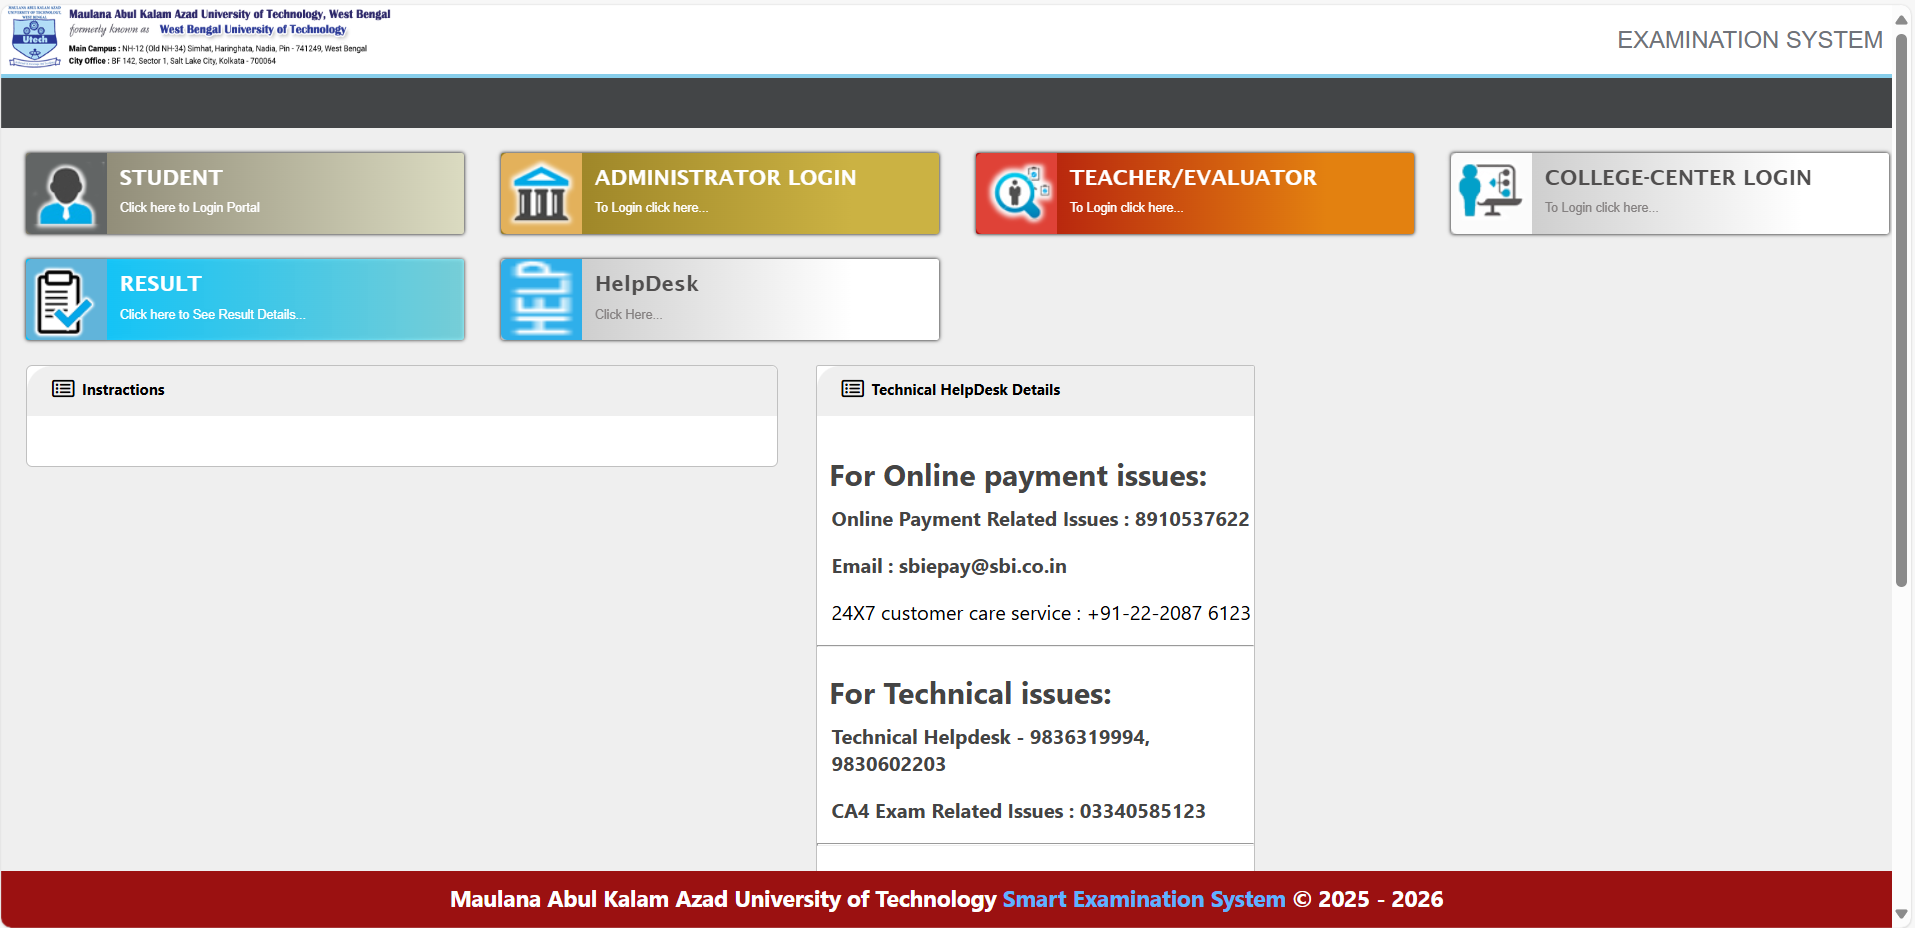 Maulana Abul Kalam Azad University of Technology, West Bengal
formerly known as West Bengal University of Technology
Main Campus : NH-12 (Old NH-34) Simhat, Haringhata, Nadia, Pin - 741249, West Bengal
City Office : BF 142, Sector 1, Salt Lake City, Kolkata - 700064
Utech
EXAMINATION SYSTEM
STUDENT
Click here to Login Portal
ADMINISTRATOR LOGIN
To Login click here...
TEACHER/EVALUATOR
To Login click here...
COLLEGE-CENTER LOGIN
To Login click here...
RESULT
Click here to See Result Details...
HELP
HelpDesk
Click Here...
Instractions
Technical HelpDesk Details
For Online payment issues:
Online Payment Related Issues : 8910537622
Email : sbiepay@sbi.co.in
24X7 customer care service : +91-22-2087 6123
For Technical issues:
Technical Helpdesk - 9836319994,
9830602203
CA4 Exam Related Issues : 03340585123
Maulana Abul Kalam Azad University of Technology Smart Examination System © 2025 - 2026